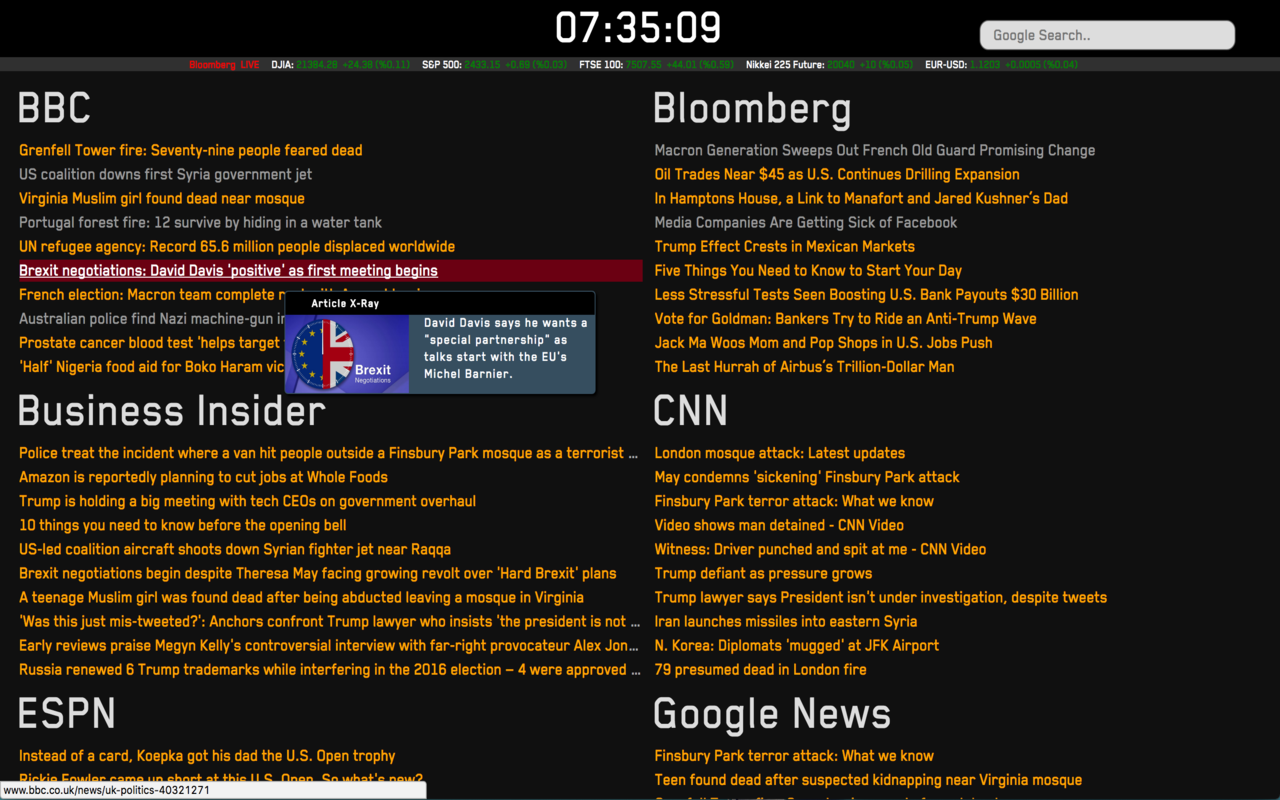 07:35:09
Google Search..
Bloomberg LIVE DJIA: 21384.28 +24.38 (%0.11) S&P 500: 2433.15 +0.69 (%0.03) FTSE 100: 7507.55 +44.01 (%0.59) Nikkei 225 Future: 20040 +10 (%0.05) EUR-USD: 1.1203 +0.0005 (%0.04)
BBC
Grenfell Tower fire: Seventy-nine people feared dead
US coalition downs first Syria government jet
Virginia Muslim girl found dead near mosque
Portugal forest fire: 12 survive by hiding in a water tank
UN refugee agency: Record 65.6 million people displaced worldwide
Brexit negotiations: David Davis 'positive' as first meeting begins
French election: Macron team complete
Australian police find Nazi machine-gun
Prostate cancer blood test 'helps target
'Half' Nigeria food aid for Boko Haram vic
Article X-Ray
Brexit
Negotiations
David Davis says he wants a
"special partnership" as
talks start with the EU's
Michel Barnier.
Bloomberg
Macron Generation Sweeps Out French Old Guard Promising Change
Oil Trades Near $45 as U.S. Continues Drilling Expansion
In Hamptons House, a Link to Manafort and Jared Kushner's Dad
Media Companies Are Getting Sick of Facebook
Trump Effect Crests in Mexican Markets
Five Things You Need to Know to Start Your Day
Less Stressful Tests Seen Boosting U.S. Bank Payouts $30 Billion
Vote for Goldman: Bankers Try to Ride an Anti-Trump Wave
Jack Ma Woos Mom and Pop Shops in U.S. Jobs Push
The Last Hurrah of Airbus's Trillion-Dollar Man
Business Insider
Police treat the incident where a van hit people outside a Finsbury Park mosque as a terrorist ...
Amazon is reportedly planning to cut jobs at Whole Foods
Trump is holding a big meeting with tech CEOs on government overhaul
10 things you need to know before the opening bell
US-led coalition aircraft shoots down Syrian fighter jet near Raqqa
Brexit negotiations begin despite Theresa May facing growing revolt over 'Hard Brexit' plans
A teenage Muslim girl was found dead after being abducted leaving a mosque in Virginia
'Was this just mis-tweeted?': Anchors confront Trump lawyer who insists 'the president is not ...
Early reviews praise Megyn Kelly's controversial interview with far-right provocateur Alex Jon...
Russia renewed 6 Trump trademarks while interfering in the 2016 election — 4 were approved ...
CNN
London mosque attack: Latest updates
May condemns 'sickening' Finsbury Park attack
Finsbury Park terror attack: What we know
Video shows man detained - CNN Video
Witness: Driver punched and spit at me - CNN Video
Trump defiant as pressure grows
Trump lawyer says President isn't under investigation, despite tweets
Iran launches missiles into eastern Syria
N. Korea: Diplomats 'mugged' at JFK Airport
79 presumed dead in London fire
ESPN
Instead of a card, Koepka got his dad the U.S. Open trophy
Rickie Fowler came up short at this U.S. Open. So what's new?
www.bbc.co.uk/news/uk-politics-40321271
Google News
Finsbury Park terror attack: What we know
Teen found dead after suspected kidnapping near Virginia mosque